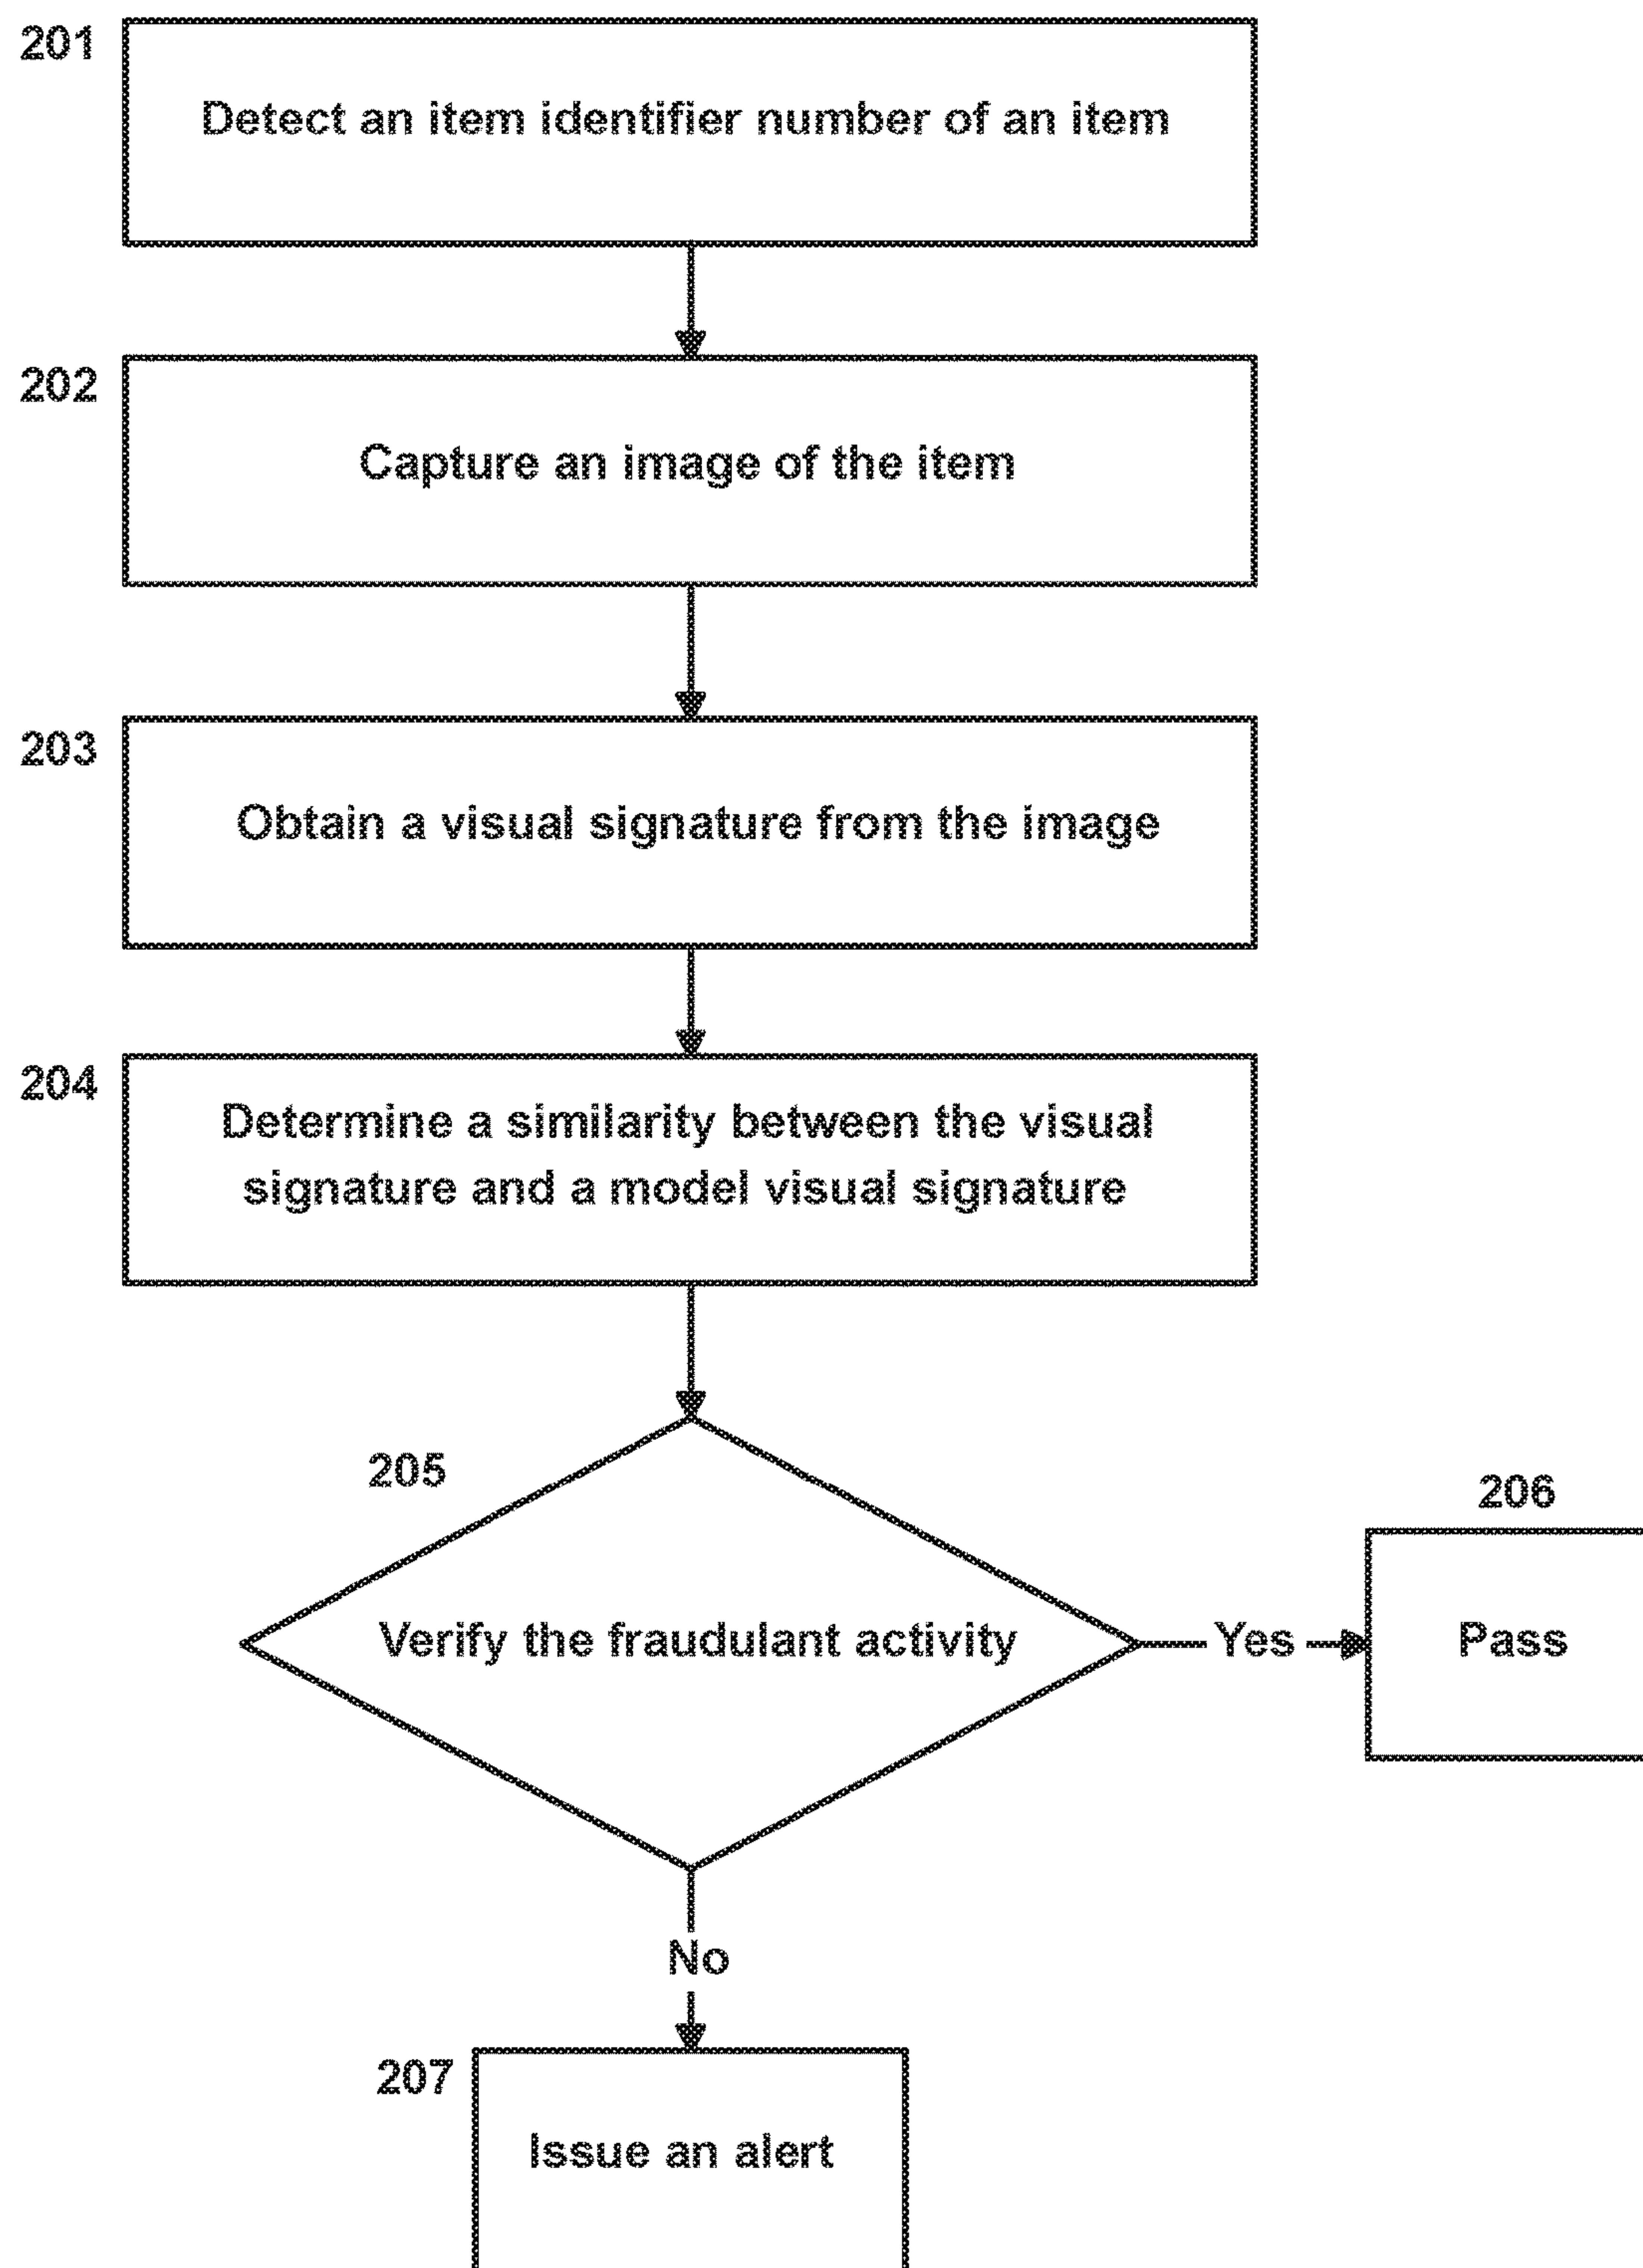 201
Detect an item identifier number of an item
202
Capture an image of the item
203
Obtain a visual signature from the image
204
Determine a similarity between the visual
signature and a model visual signature
205
Verify the fraudulant activity
Yes
206
Pass
No
207
Issue an alert